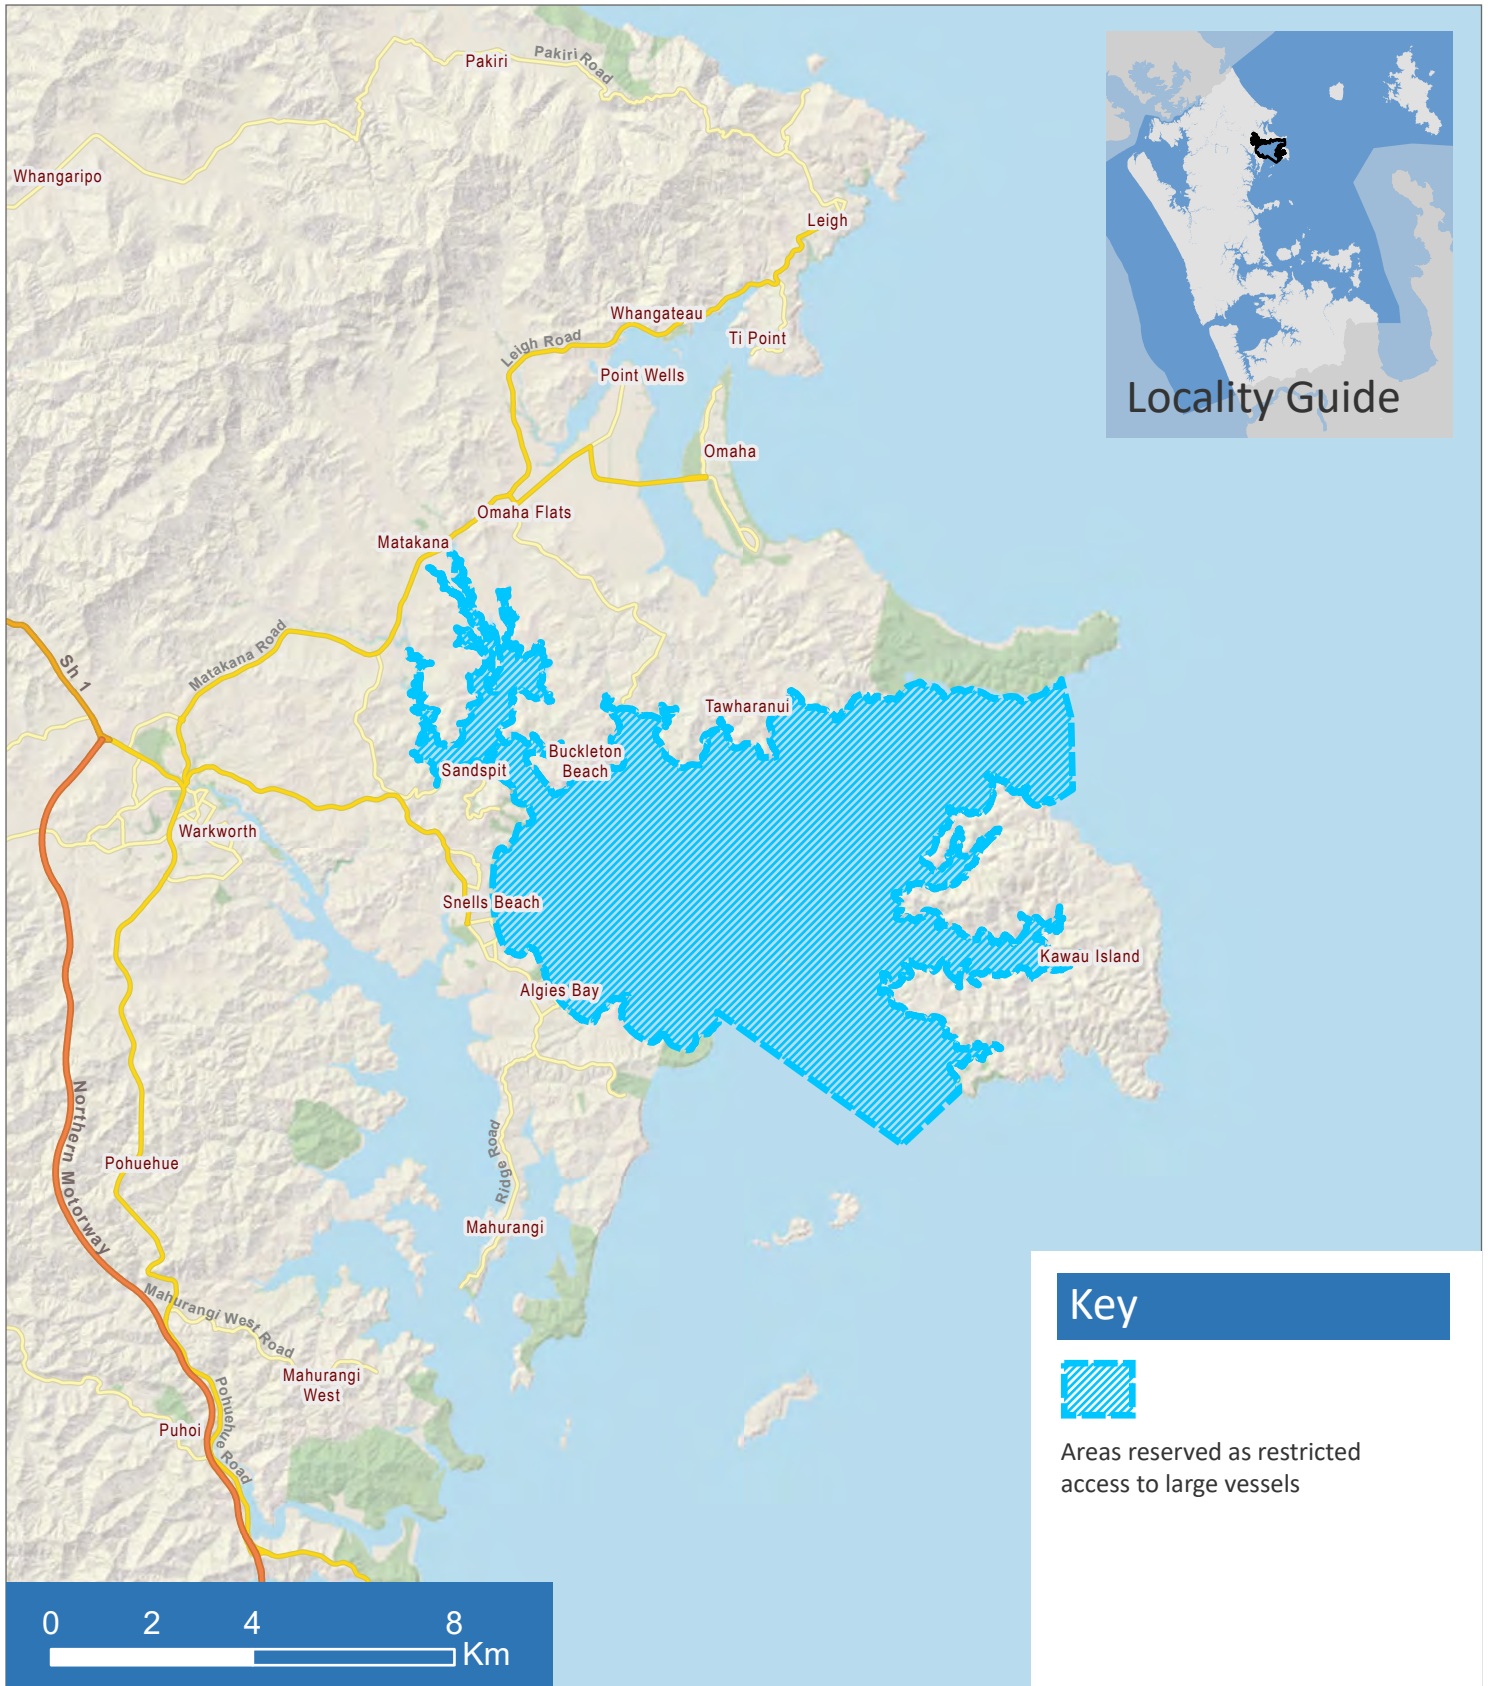 Pakiri
Pakiri Road
Whangaripo
Leigh
Whangateau
Leigh Road
Ti Point
Point Wells
Locality Guide
Omaha
Omaha Flats
Matakana
Sh 1
Matakana Road
Tawharanui
Buckleton
Beach
Sandspit
Warkworth
Snells Beach
Kawau Island
Algies Bay
Northern Motorway
Ridge Road
Pohuehue
Mahurangi
Mahurangi West Road
Mahurangi
West
Pohuehue Road
Puhoi
Key
Areas reserved as restricted
access to large vessels
0 2 4 8
Km